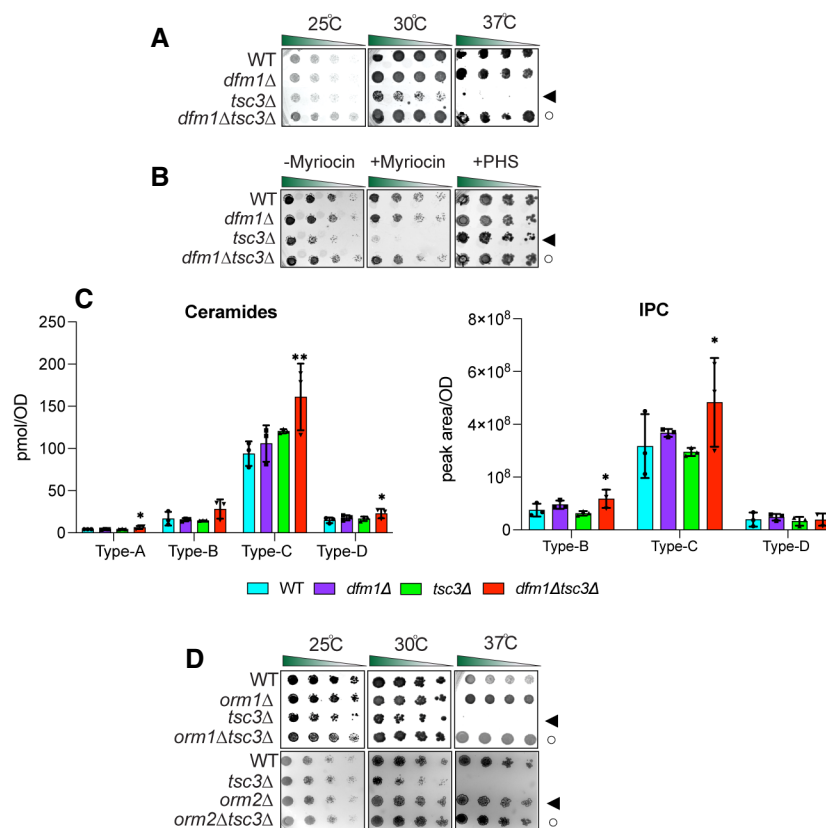 A
25°C 30°C 37°C
WT
dfm1Δ
tsc3Δ
dfm1Δtsc3Δ
B
-Myriocin +Myriocin +PHS
WT
dfm1Δ
tsc3Δ
dfm1Δtsc3Δ
C
Ceramides
pmol/OD
250
200
150
100
50
0
* ** *
Type-A Type-B Type-C Type-D
IPC
peak area/OD
8×10⁸
6×10⁸
4×10⁸
10⁸
0
* *
Type-B Type-C Type-D
WT dfm1Δ tsc3Δ dfm1Δtsc3Δ
D
25°C 30°C 37°C
WT
orm1Δ
tsc3Δ
orm1Δtsc3Δ
WT
tsc3Δ
orm2Δ
orm2Δtsc3Δ